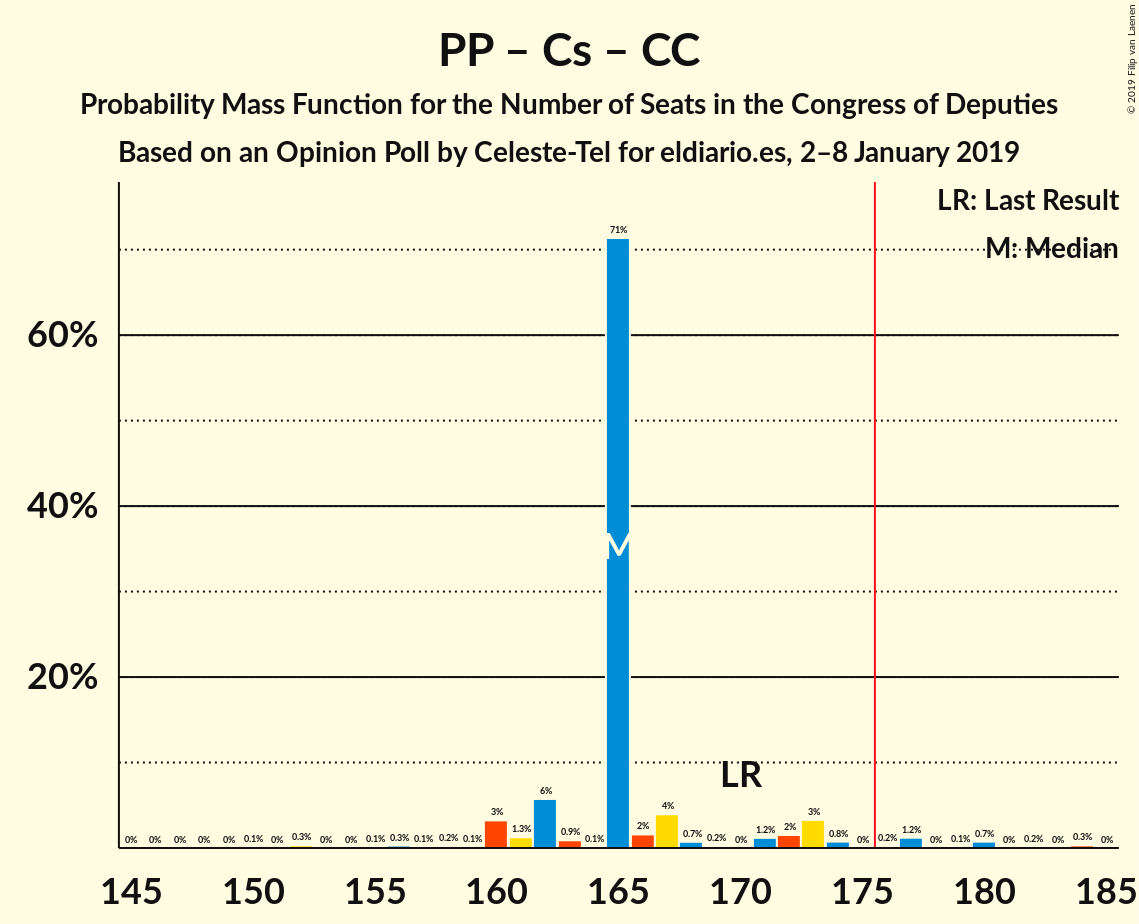 PP – Cs – CC
Probability Mass Function for the Number of Seats in the Congress of Deputies
Based on an Opinion Poll by Celeste-Tel for eldiario.es, 2–8 January 2019
© 2019 Filip van Laenen
LR: Last Result
M: Median
60%
40%
20%
71%
M
LR
0% 0% 0% 0% 0% 0.1% 0% 0.3% 0% 0% 0.1% 0.3% 0.1% 0.2% 0.1% 3% 1.3% 6% 0.9% 0.1% 2% 4% 0.7% 0.2% 0% 1.2% 2% 3% 0.8% 0% 0.2% 1.2% 0% 0.1% 0.7% 0% 0.2% 0% 0.3% 0%
145 150 155 160 165 170 175 180 185